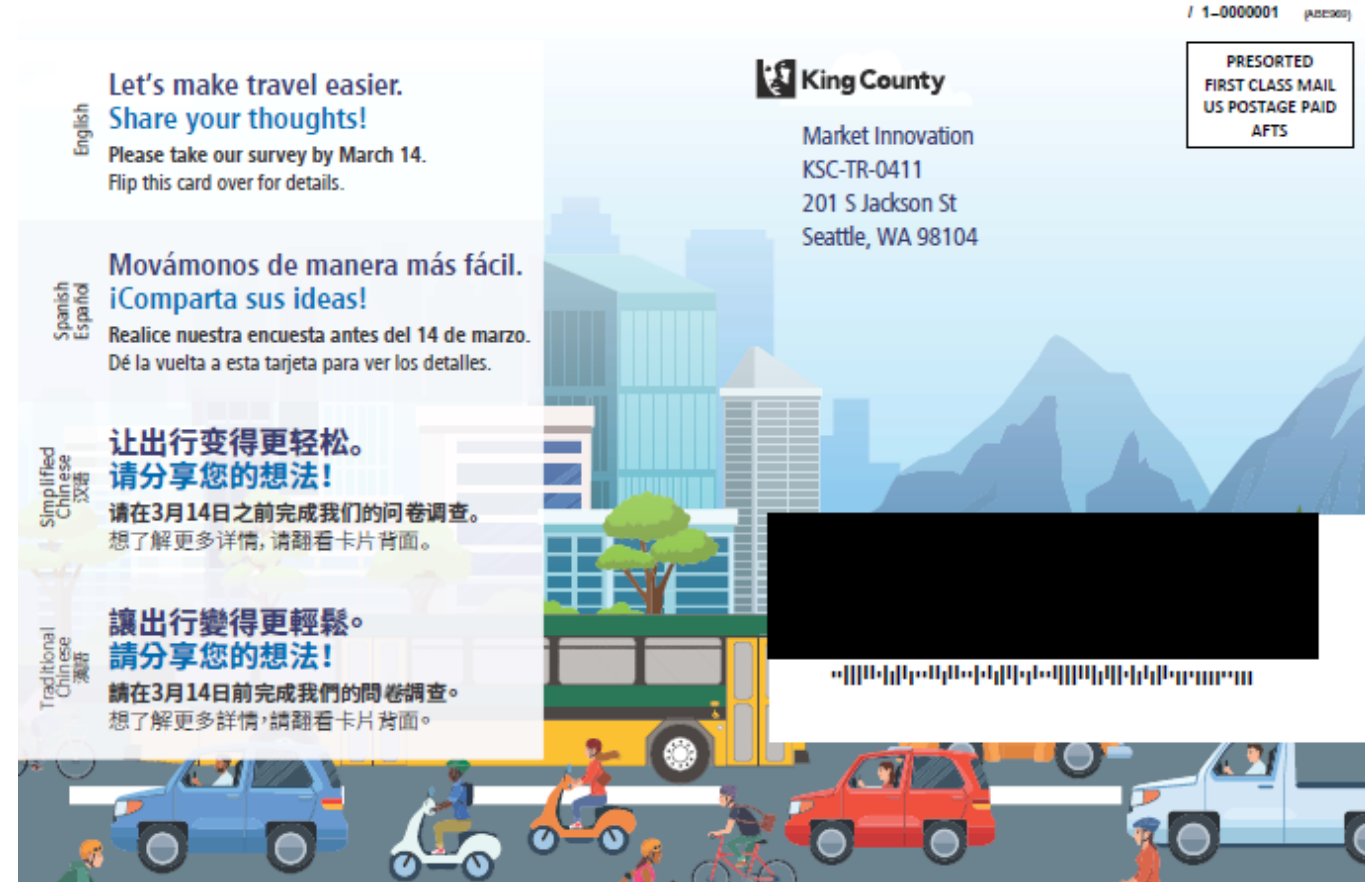 / 1-0000001
PRESORTED
FIRST CLASS MAIL
US POSTAGE PAID
AFTS
King County
Market Innovation
KSC-TR-0411
201 S Jackson St
Seattle, WA 98104
English
Let's make travel easier.
Share your thoughts!
Please take our survey by March 14.
Flip this card over for details.
Spanish
Español
Movámonos de manera más fácil.
¡Comparta sus ideas!
Realice nuestra encuesta antes del 14 de marzo.
Dé la vuelta a esta tarjeta para ver los detalles.
Simplified
Chinese
汉语
让出行变得更轻松。
请分享您的想法!
请在3月14日之前完成我们的问卷调查。
想了解更多详情,请翻看卡片背面。
Traditional
Chinese
漢語
讓出行變得更輕鬆。
請分享您的想法!
請在3月14日前完成我們的問卷調查。
想了解更多詳情,請翻看卡片背面。